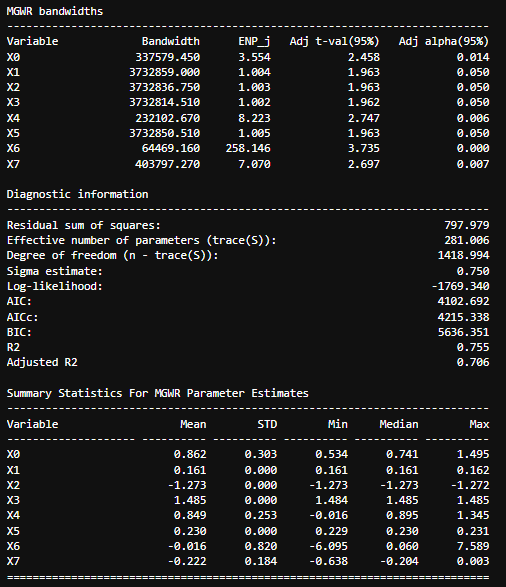 MGWR bandwidths
--------------------------------------------------------------------------
Variable             Bandwidth      ENP_j   Adj t-val(95%)   Adj alpha(95%)
X0                  337579.450      3.554            2.458            0.014
X1                 3732859.000      1.004            1.963            0.050
X2                 3732836.750      1.003            1.963            0.050
X3                 3732814.510      1.002            1.962            0.050
X4                  232102.670      8.223            2.747            0.006
X5                 3732850.510      1.005            1.963            0.050
X6                   64469.160    258.146            3.735            0.000
X7                  403797.270      7.070            2.697            0.007
Diagnostic information
--------------------------------------------------------------------------
Residual sum of squares:                                            797.979
Effective number of parameters (trace(S)):                          281.006
Degree of freedom (n - trace(S)):                                  1418.994
Sigma estimate:                                                       0.750
Log-likelihood:                                                   -1769.340
AIC:                                                               4102.692
AICc:                                                              4215.338
BIC:                                                               5636.351
R2                                                                    0.755
Adjusted R2                                                           0.706
Summary Statistics For MGWR Parameter Estimates
--------------------------------------------------------------------------
Variable                   Mean        STD        Min     Median        Max
-------------------- ---------- ---------- ---------- ---------- ----------
X0                        0.862      0.303      0.534      0.741      1.495
X1                        0.161      0.000      0.161      0.161      0.162
X2                       -1.273      0.000     -1.273     -1.273     -1.272
X3                        1.485      0.000      1.484      1.485      1.485
X4                        0.849      0.253     -0.016      0.895      1.345
X5                        0.230      0.000      0.229      0.230      0.231
X6                       -0.016      0.820     -6.095      0.060      7.589
X7                       -0.222      0.184     -0.638     -0.204      0.003
==========================================================================